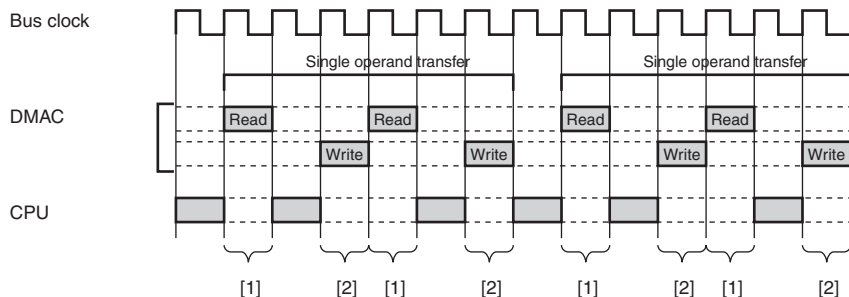 Bus clock
Single operand transfer Single operand transfer
DMAC Read Read Read Read
Write Write Write Write
CPU
[1] [2] [1] [2] [1] [2] [1] [2]